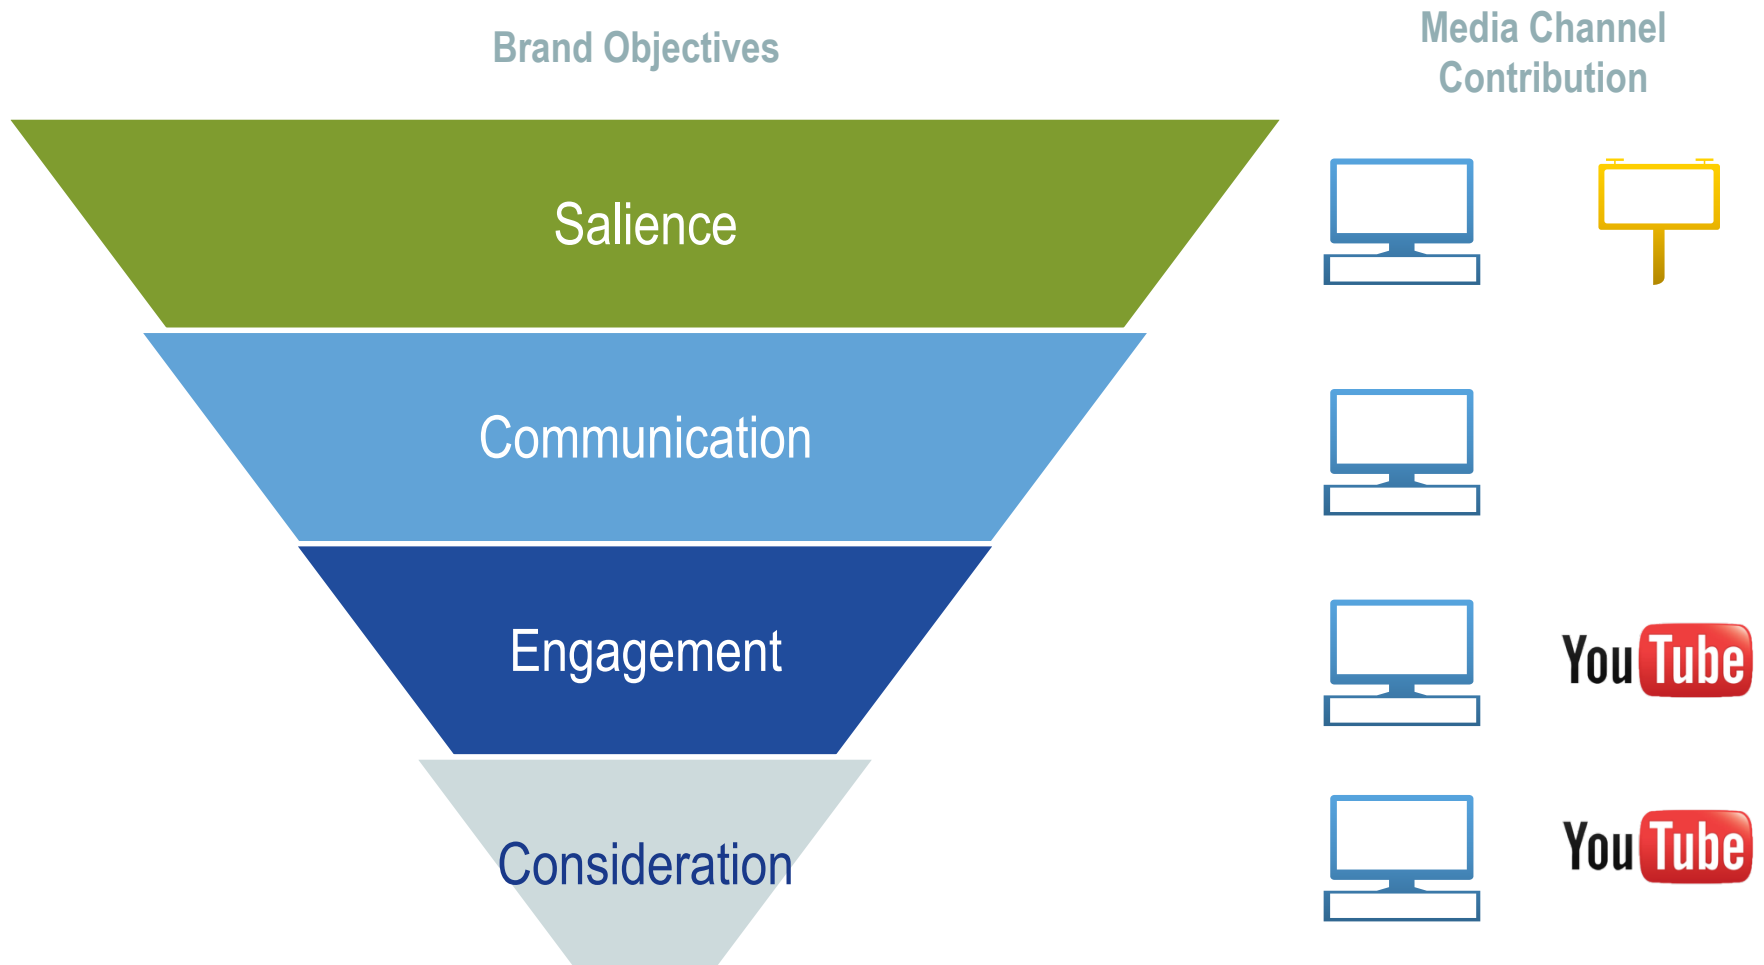 Brand Objectives
Media Channel
Contribution
Salience
Communication
Engagement
YouTube
Consideration
YouTube